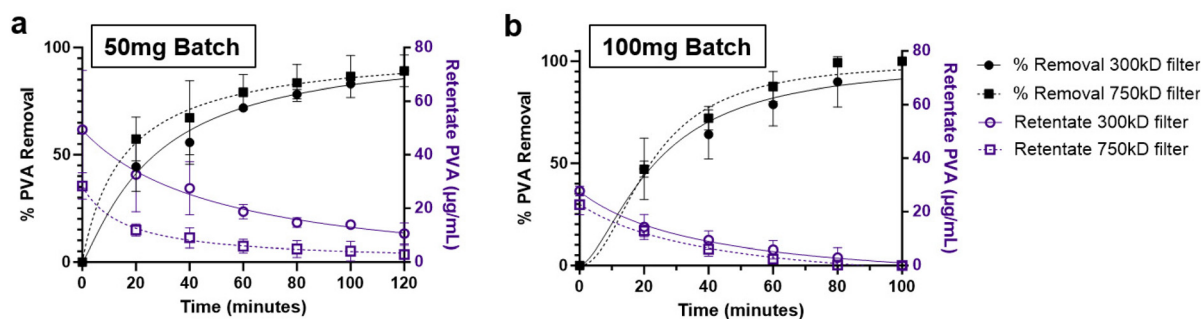 a
50mg Batch
% PVA Removal
100
50
0
80
60
40
20
0
Retentate PVA (µg/mL)
0 20 40 60 80 100 120
Time (minutes)
b
100mg Batch
% PVA Removal
100
50
0
80
60
40
20
0
Retentate PVA (µg/mL)
0 20 40 60 80 100
Time (minutes)
% Removal 300kD filter
% Removal 750kD filter
Retentate 300kD filter
Retentate 750kD filter